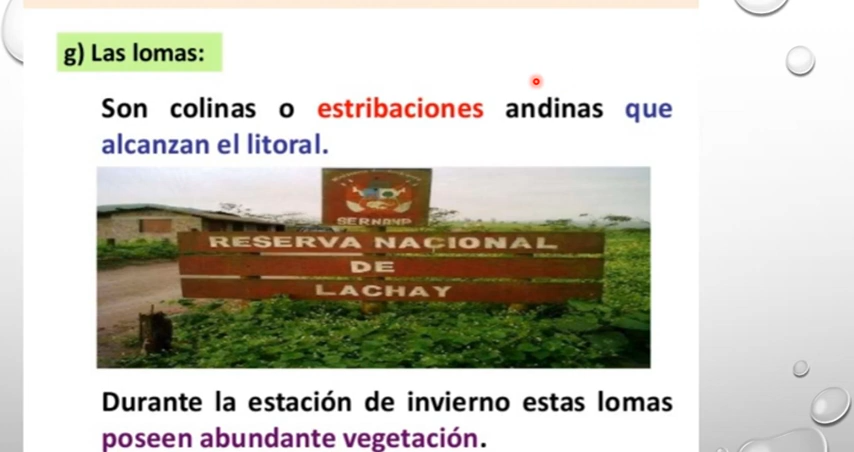 g) Las lomas:
Son colinas o estribaciones andinas que
alcanzan el litoral.
SERNANP
RESERVA NACIONAL
DE
LACHAY
Durante la estación de invierno estas lomas
poseen abundante vegetación.